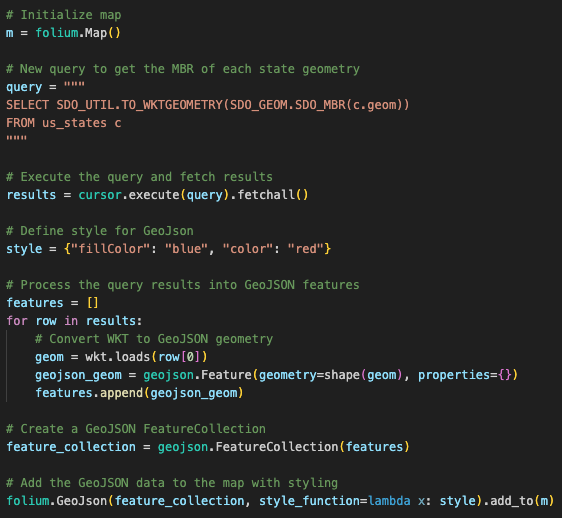 # Initialize map
m = folium.Map()
# New query to get the MBR of each state geometry
query = """
SELECT SDO_UTIL.TO_WKTGEOMETRY(SDO_GEOM.SDO_MBR(c.geom))
FROM us_states c
"""
# Execute the query and fetch results
results = cursor.execute(query).fetchall()
# Define style for GeoJson
style = {"fillColor": "blue", "color": "red"}
# Process the query results into GeoJSON features
features = []
for row in results:
    # Convert WKT to GeoJSON geometry
    geom = wkt.loads(row[0])
    geojson_geom = geojson.Feature(geometry=shape(geom), properties={})
    features.append(geojson_geom)
# Create a GeoJSON FeatureCollection
feature_collection = geojson.FeatureCollection(features)
# Add the GeoJSON data to the map with styling
folium.GeoJson(feature_collection, style_function=lambda x: style).add_to(m)